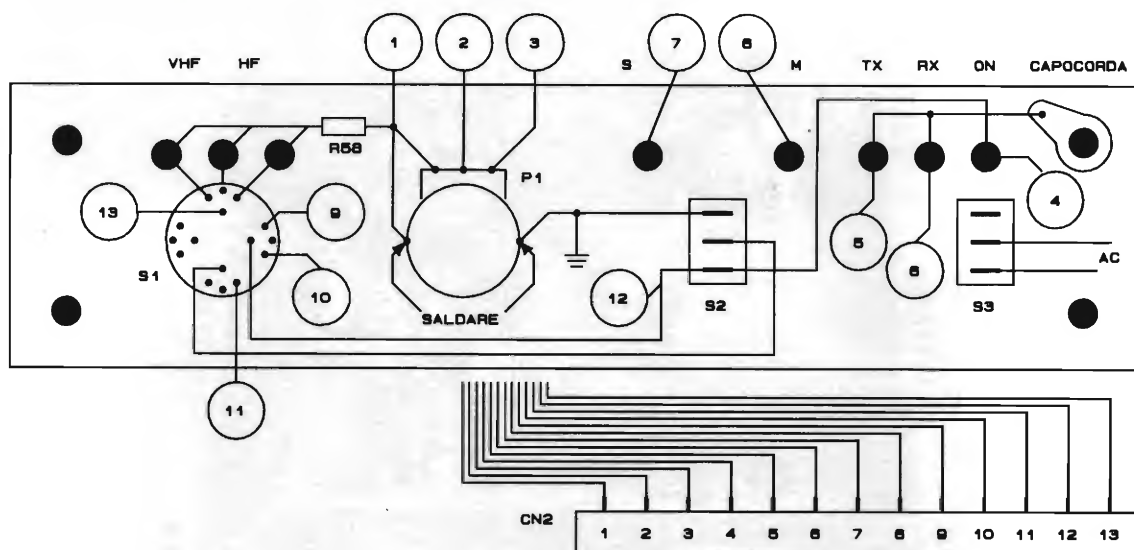 1 2 3 7 8
VHF HF S M TX RX ON CAPOCORDA
R58
P1
13 9 4
5 6
S1 10 12 S2 S3 AC
SALDARE
11
CN2 1 2 3 4 5 6 7 8 9 10 11 12 13